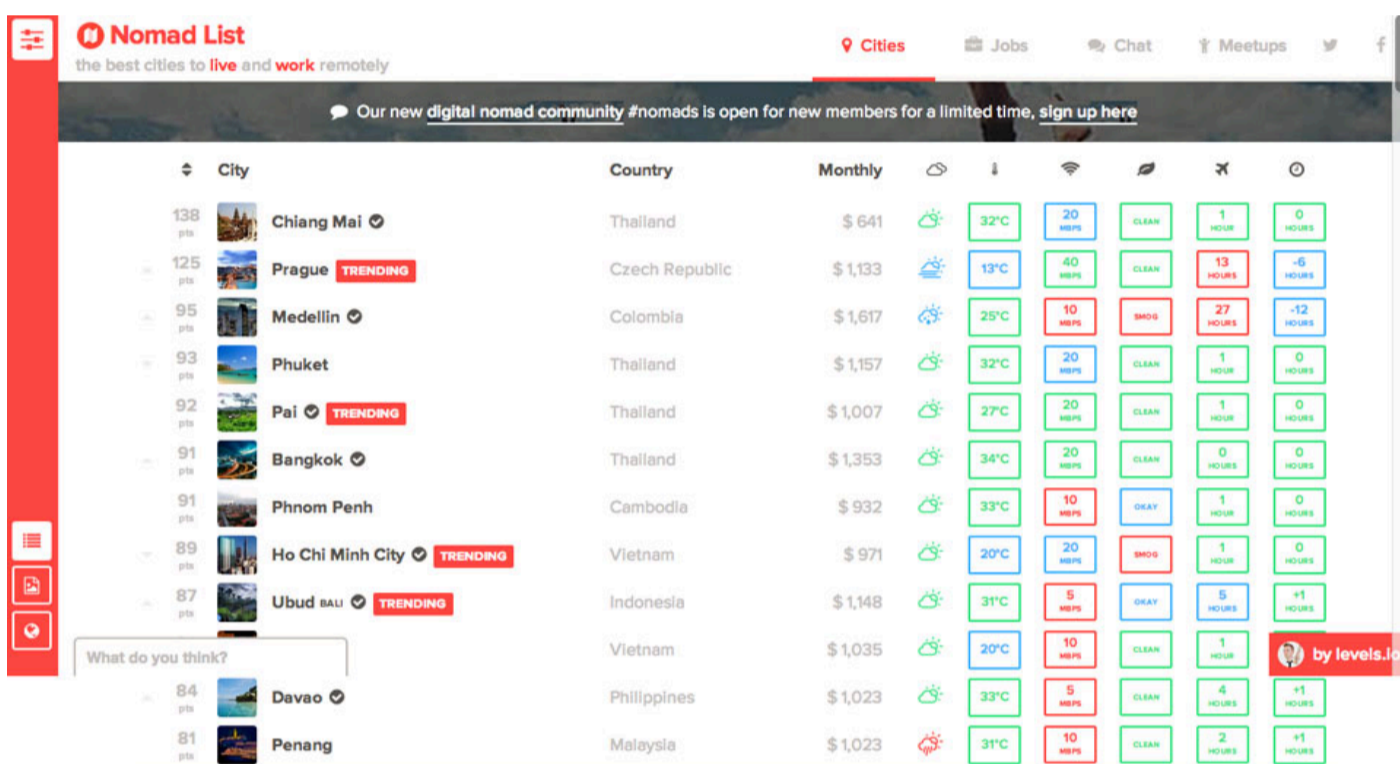 Nomad List
the best cities to live and work remotely
Cities Jobs Chat Meetups
Our new digital nomad community #nomads is open for new members for a limited time, sign up here
City Country Monthly
138 pts Chiang Mai Thailand $ 641 32°C 20 MBPS CLEAN 1 HOUR 0 HOURS
125 pts Prague TRENDING Czech Republic $ 1,133 13°C 40 MBPS CLEAN 13 HOURS -6 HOURS
95 pts Medellin Colombia $ 1,617 25°C 10 MBPS SMOG 27 HOURS -12 HOURS
93 pts Phuket Thailand $ 1,157 32°C 20 MBPS CLEAN 1 HOUR 0 HOURS
92 pts Pai TRENDING Thailand $ 1,007 27°C 20 MBPS CLEAN 1 HOUR 0 HOURS
91 pts Bangkok Thailand $ 1,353 34°C 20 MBPS CLEAN 0 HOURS 0 HOURS
91 pts Phnom Penh Cambodia $ 932 33°C 10 MBPS OKAY 1 HOUR 0 HOURS
89 pts Ho Chi Minh City TRENDING Vietnam $ 971 20°C 20 MBPS SMOG 1 HOUR 0 HOURS
87 pts Ubud BALI TRENDING Indonesia $ 1,148 31°C 5 MBPS OKAY 5 HOURS +1 HOURS
What do you think? Vietnam $ 1,035 20°C 10 MBPS CLEAN 1 HOUR by levels.io
84 pts Davao Philippines $ 1,023 33°C 5 MBPS CLEAN 4 HOURS +1 HOURS
81 pts Penang Malaysia $ 1,023 31°C 10 MBPS CLEAN 2 HOURS +1 HOURS